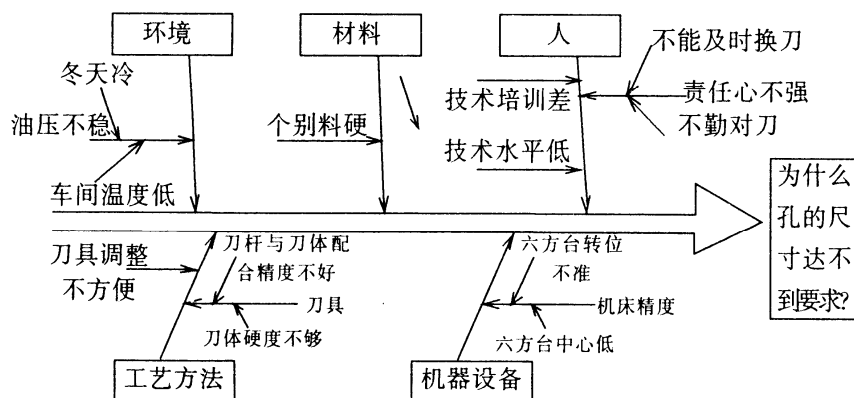 环境
材料
人
不能及时换刀
冬天冷
技术培训差
责任心不强
油压不稳
个别料硬
不勤对刀
技术水平低
车间温度低
为什么
孔的尺
寸达不
到要求?
刀具调整
不方便
刀杆与刀体配
合精度不好
刀具
刀体硬度不够
六方台转位
不准
机床精度
六方台中心低
工艺方法
机器设备